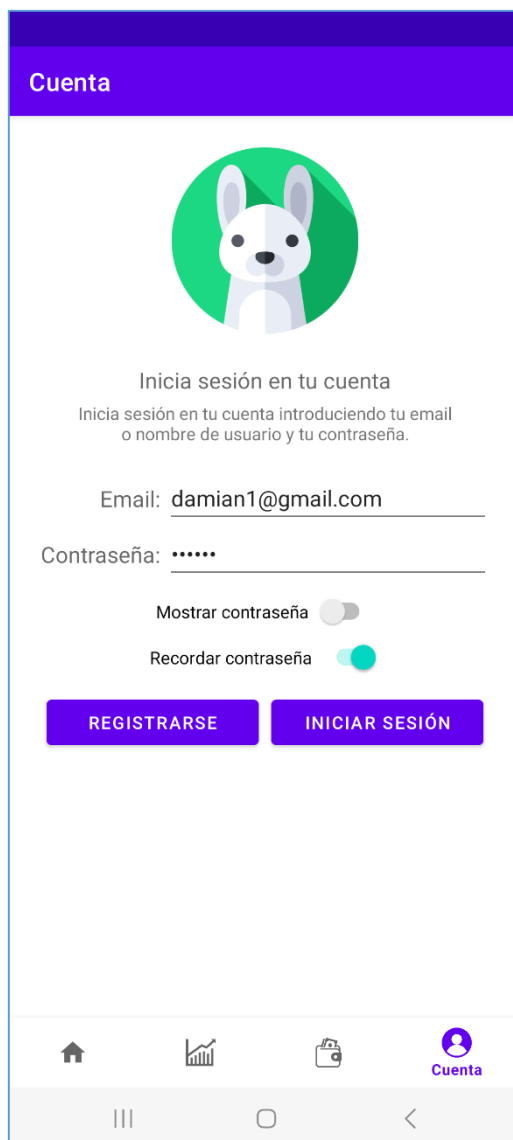 Cuenta
Inicia sesión en tu cuenta
Inicia sesión en tu cuenta introduciendo tu email
o nombre de usuario y tu contraseña.
Email: damian1@gmail.com
Contraseña: ••••••
Mostrar contraseña
Recordar contraseña
REGISTRARSE INICIAR SESIÓN
Cuenta